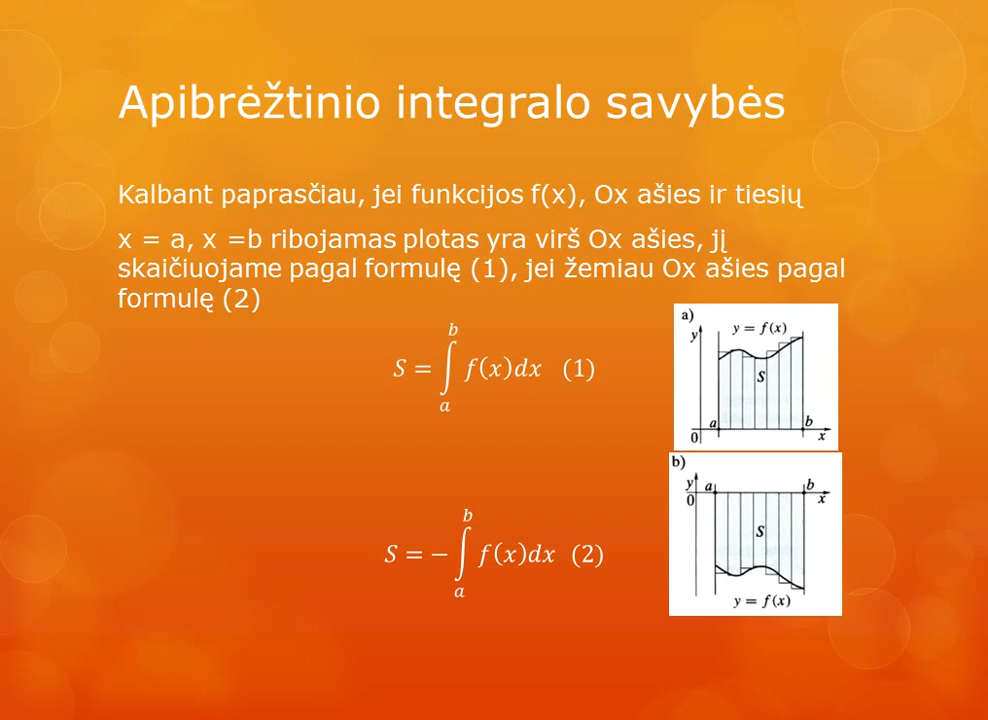 Apibrėžtinio integralo savybės
Kalbant paprasčiau, jei funkcijos f(x), Ox ašies ir tiesių
x = a, x =b ribojamas plotas yra virš Ox ašies, jį
skaičiuojame pagal formulę (1), jei žemiau Ox ašies pagal
formulę (2)
b
S = ∫ f(x)dx (1)
a
a)
y = f(x)
y
S
a
b
0
x
b
S = − ∫ f(x)dx (2)
a
b)
y
a
b
0
x
S
y = f(x)